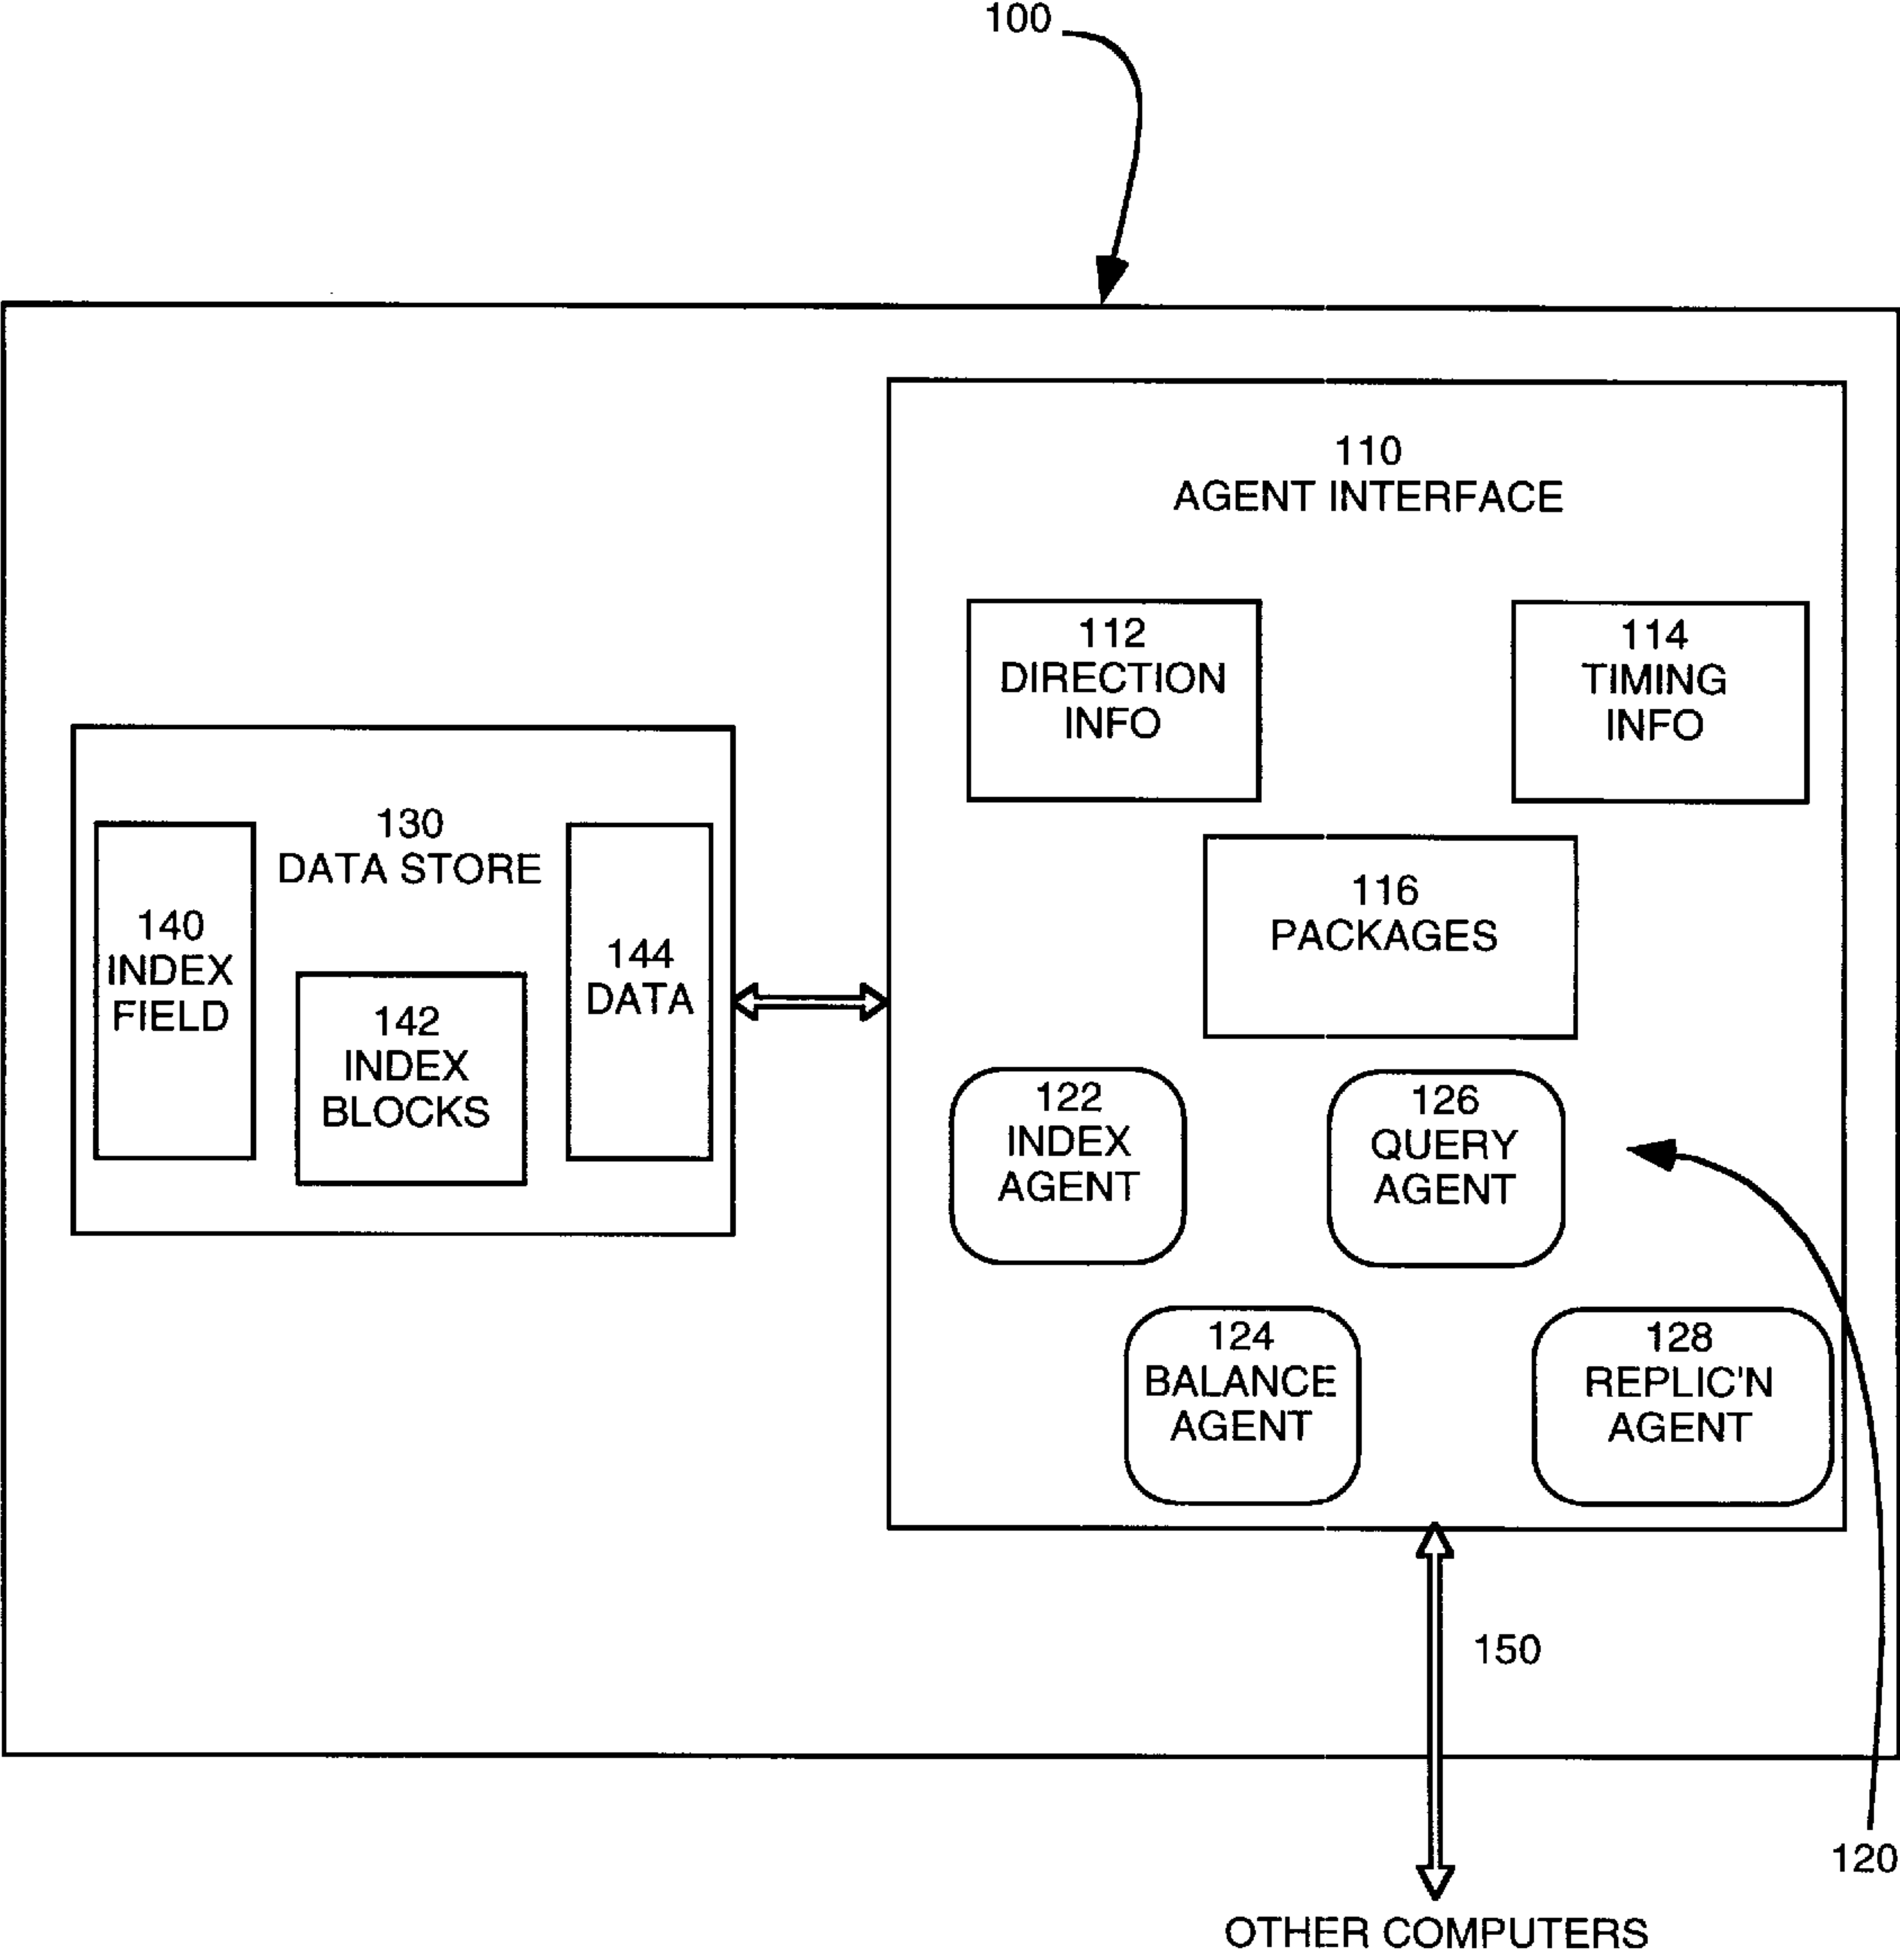 100
110
AGENT INTERFACE
112
DIRECTION
INFO
114
TIMING
INFO
130
DATA STORE
140
INDEX
FIELD
142
INDEX
BLOCKS
144
DATA
116
PACKAGES
122
INDEX
AGENT
126
QUERY
AGENT
124
BALANCE
AGENT
128
REPLIC'N
AGENT
150
120
OTHER COMPUTERS